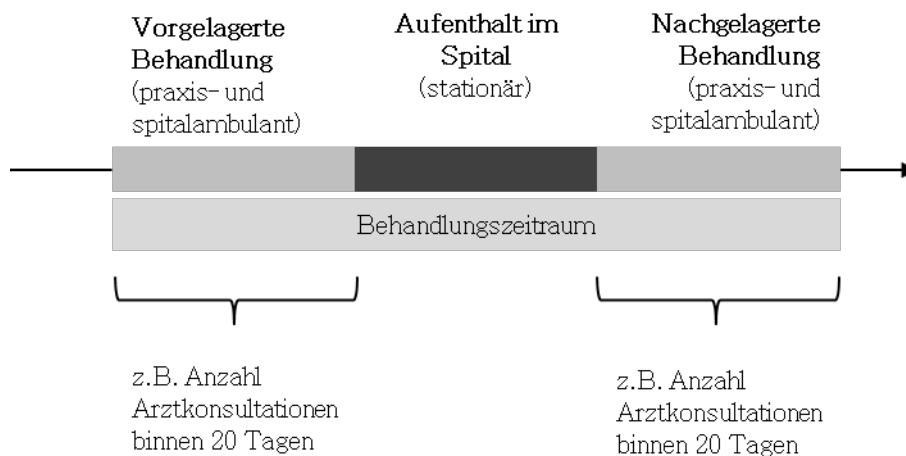 Vorgelagerte
Behandlung
(praxis- und
spitalambulant)
Aufenthalt im
Spital
(stationär)
Nachgelagerte
Behandlung
(praxis- und
spitalambulant)
Behandlungszeitraum
z.B. Anzahl
Arztkonsultationen
binnen 20 Tagen
z.B. Anzahl
Arztkonsultationen
binnen 20 Tagen